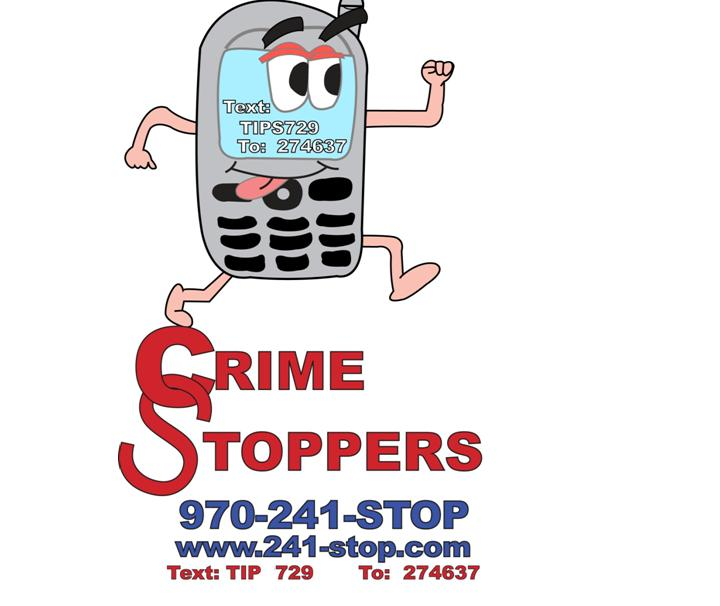 Text:
TIPS729
To: 274637
CRIME
STOPPERS
970-241-STOP
www.241-stop.com
Text: TIP 729 To: 274637